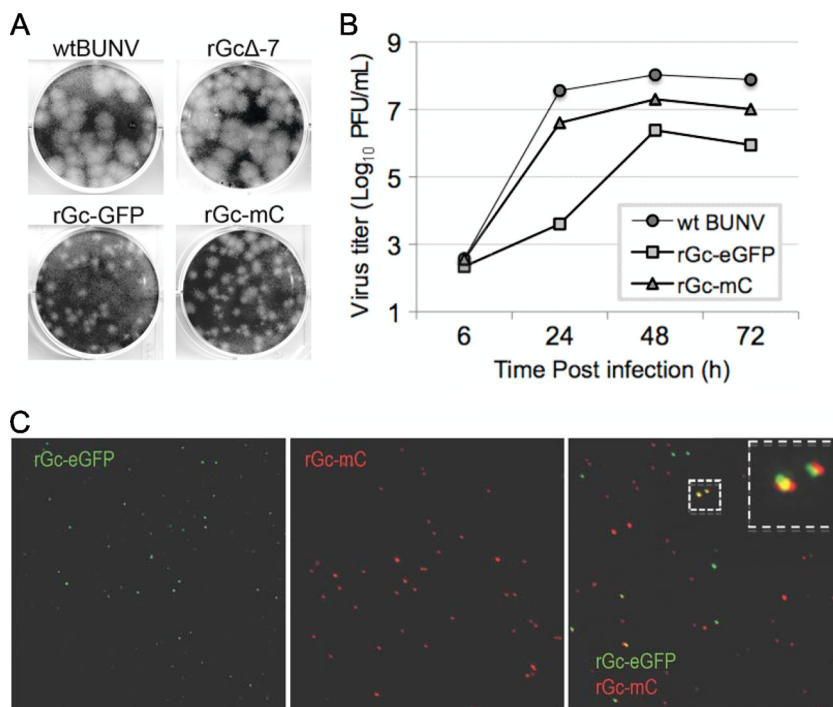 A
wtBUNV
rGcΔ-7
rGc-GFP
rGc-mC
B
Virus titer (Log10 PFU/mL)
9
7
5
3
1
6
24
48
72
Time Post infection (h)
wt BUNV
rGc-eGFP
rGc-mC
C
rGc-eGFP
rGc-mC
rGc-eGFP
rGc-mC